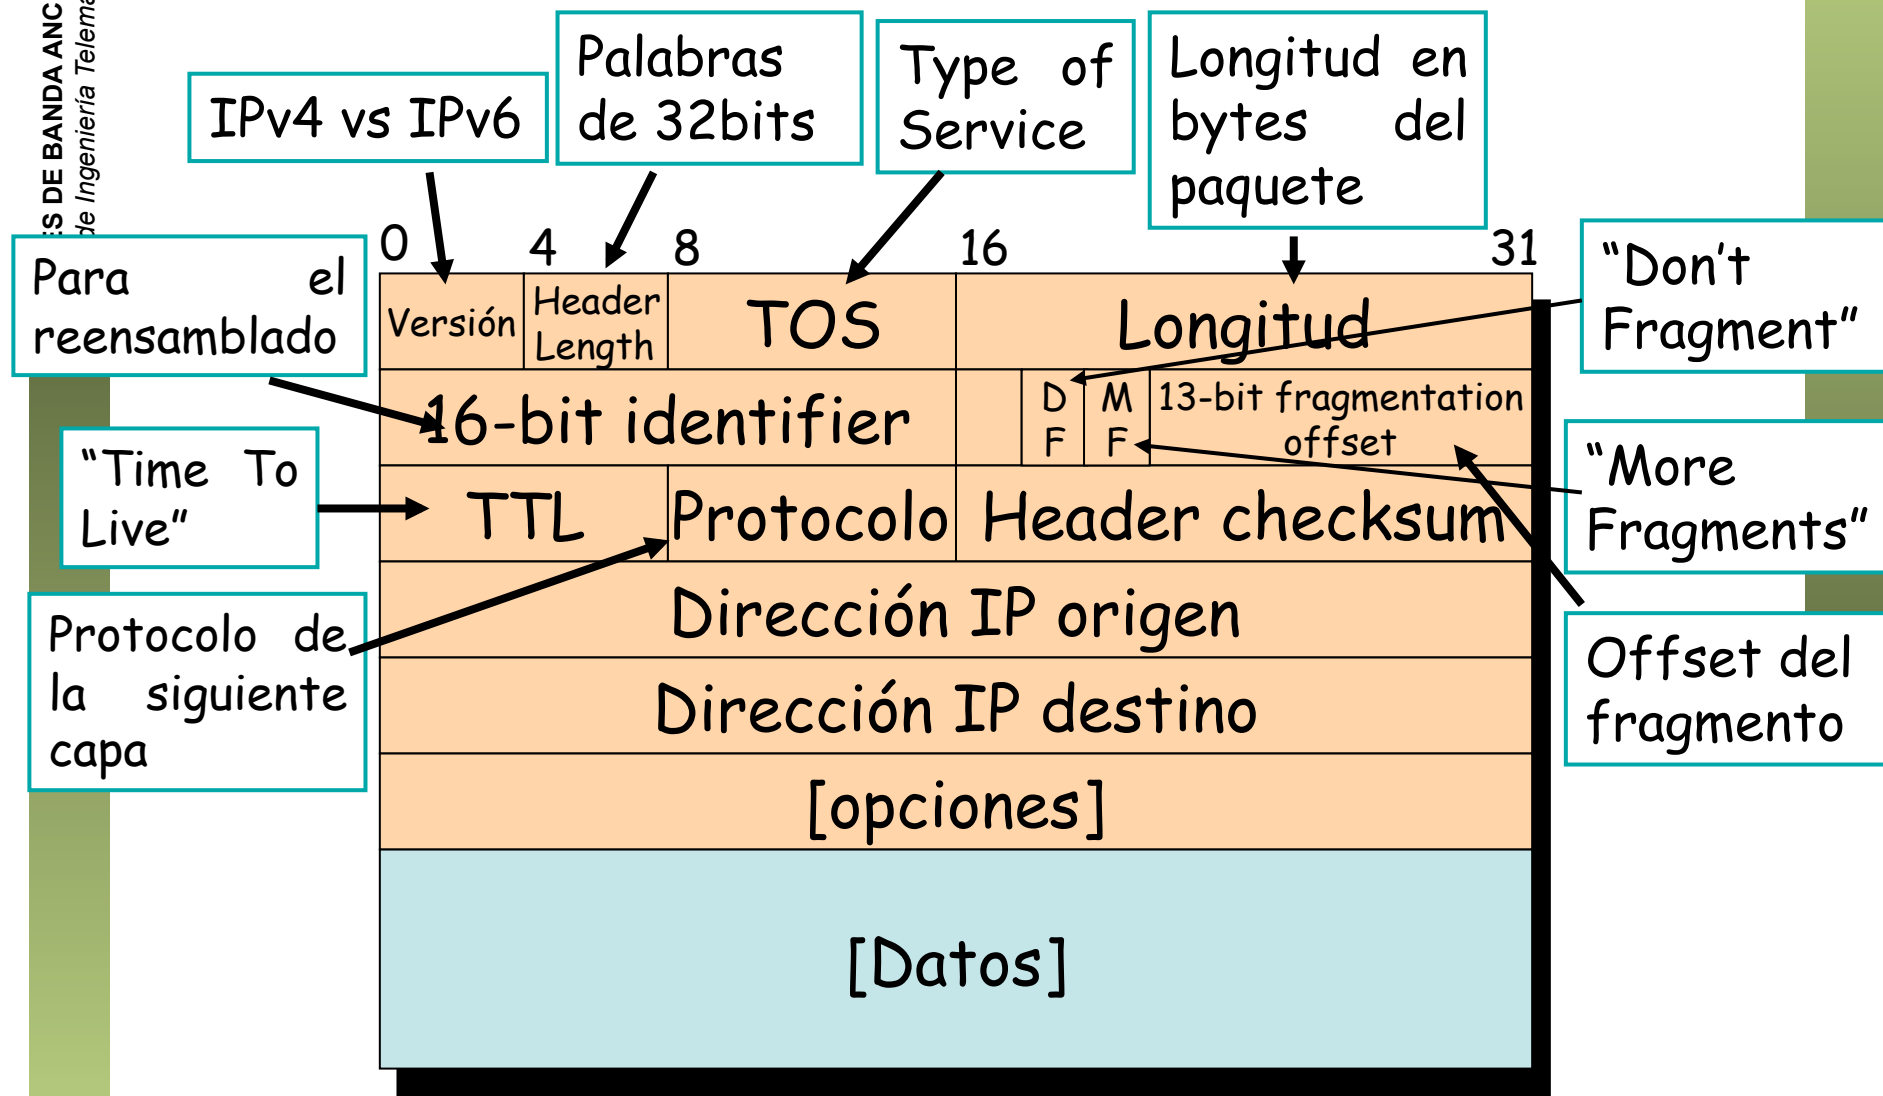 ES DE BANDA ANC
de Ingeniería Telema
IPv4 vs IPv6
Palabras
de 32bits
Type of
Service
Longitud en
bytes del
paquete
Para el
reensamblado
"Time To
Live"
Protocolo de
la siguiente
capa
"Don't
Fragment"
"More
Fragments"
Offset del
fragmento
0 4 8 16 31
Versión
Header
Length
TOS
Longitud
16-bit identifier
D
F
M
F
13-bit fragmentation
offset
TTL
Protocolo
Header checksum
Dirección IP origen
Dirección IP destino
[opciones]
[Datos]